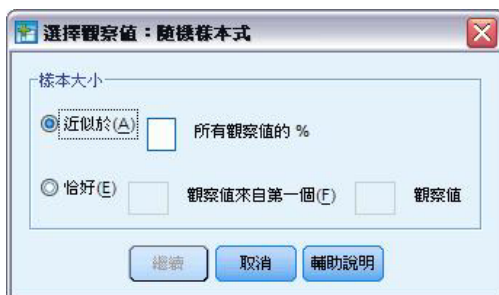 選擇觀察值：隨機樣本式
樣本大小
近似於(A) 所有觀察值的 %
恰好(E) 觀察值來自第一個(F) 觀察值
繼續 取消 輔助說明